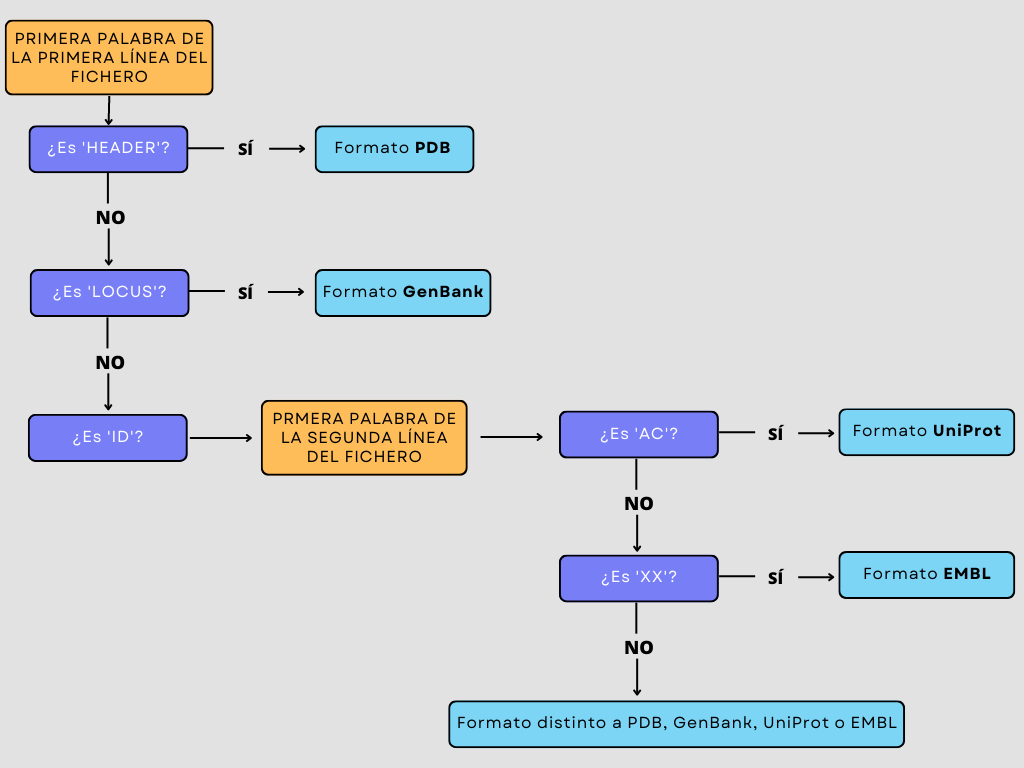 PRIMERA PALABRA DE
LA PRIMERA LÍNEA DEL
FICHERO
¿Es 'HEADER'?
SÍ
Formato PDB
NO
¿Es 'LOCUS'?
SÍ
Formato GenBank
NO
¿Es 'ID'?
PRMERA PALABRA DE
LA SEGUNDA LÍNEA
DEL FICHERO
¿Es 'AC'?
SÍ
Formato UniProt
NO
¿Es 'XX'?
SÍ
Formato EMBL
NO
Formato distinto a PDB, GenBank, UniProt o EMBL